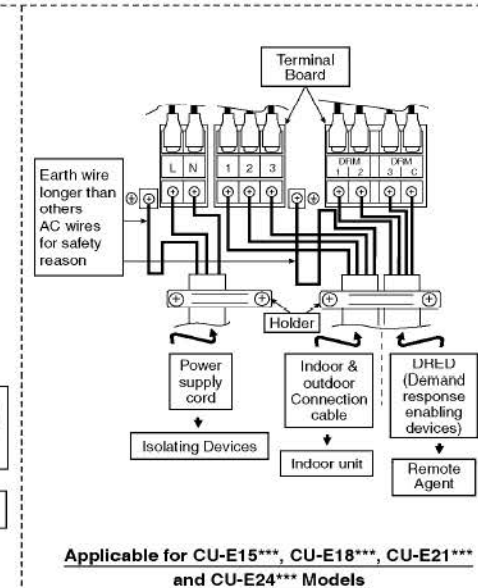 Terminal
Board
L N 1 2 3
DRM DRM
1 2 3 C
Earth wire
longer than
others
AC wires
for safety
reason
Holder
Power
supply
cord
Indoor &
outdoor
Connection
cable
DRED
(Demand
response
enabling
devices)
Isolating Devices
Indoor unit
Remote
Agent
Applicable for CU-E15***, CU-E18***, CU-E21***
and CU-E24*** Models